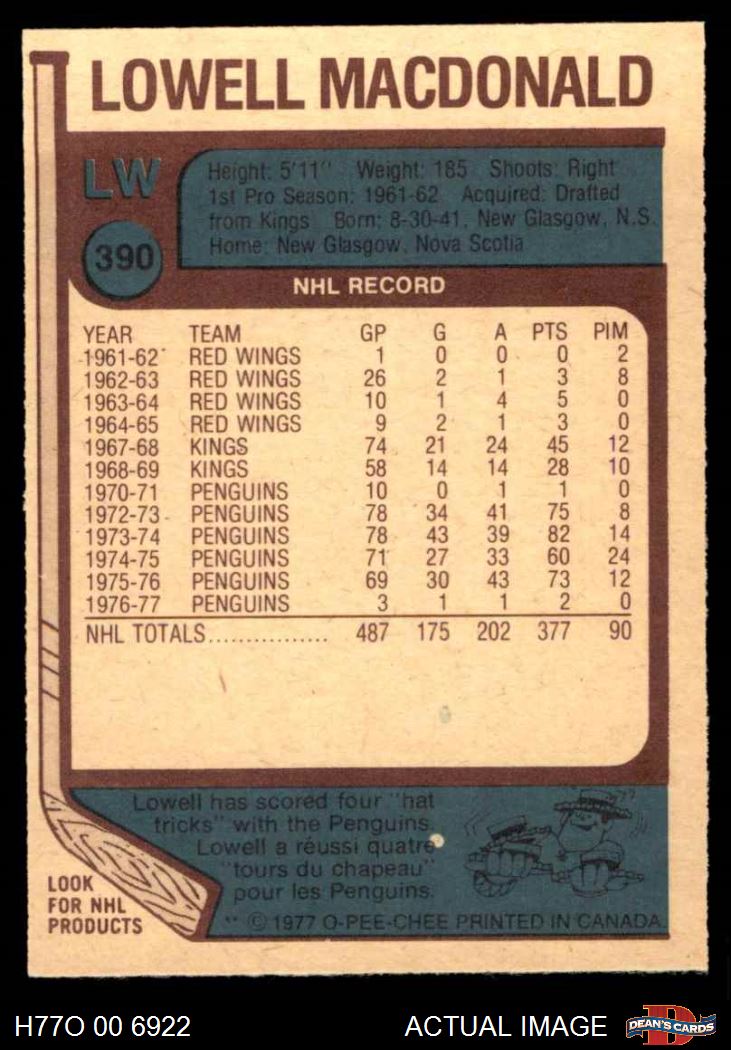 LOWELL MACDONALD
LW
390
Height: 5'11" Weight: 185 Shoots: Right
1st Pro Season: 1961-62 Acquired: Drafted
from Kings Born: 8-30-41, New Glasgow, N.S.
Home: New Glasgow, Nova Scotia
NHL RECORD
YEAR TEAM GP G A PTS PIM
1961-62 RED WINGS 1 0 0 0 2
1962-63 RED WINGS 26 2 1 3 8
1963-64 RED WINGS 10 1 4 5 0
1964-65 RED WINGS 9 2 1 3 0
1967-68 KINGS 74 21 24 45 12
1968-69 KINGS 58 14 14 28 10
1970-71 PENGUINS 10 0 1 1 0
1972-73 PENGUINS 78 34 41 75 8
1973-74 PENGUINS 78 43 39 82 14
1974-75 PENGUINS 71 27 33 60 24
1975-76 PENGUINS 69 30 43 73 12
1976-77 PENGUINS 3 1 1 2 0
NHL TOTALS................ 487 175 202 377 90
Lowell has scored four "hat
tricks" with the Penguins.
Lowell a réussi quatre
"tours du chapeau"
pour les Penguins.
LOOK
FOR NHL
PRODUCTS
** © 1977 O-PEE-CHEE PRINTED IN CANADA
H77O 00 6922
ACTUAL IMAGE
D
DEAN'S CARDS